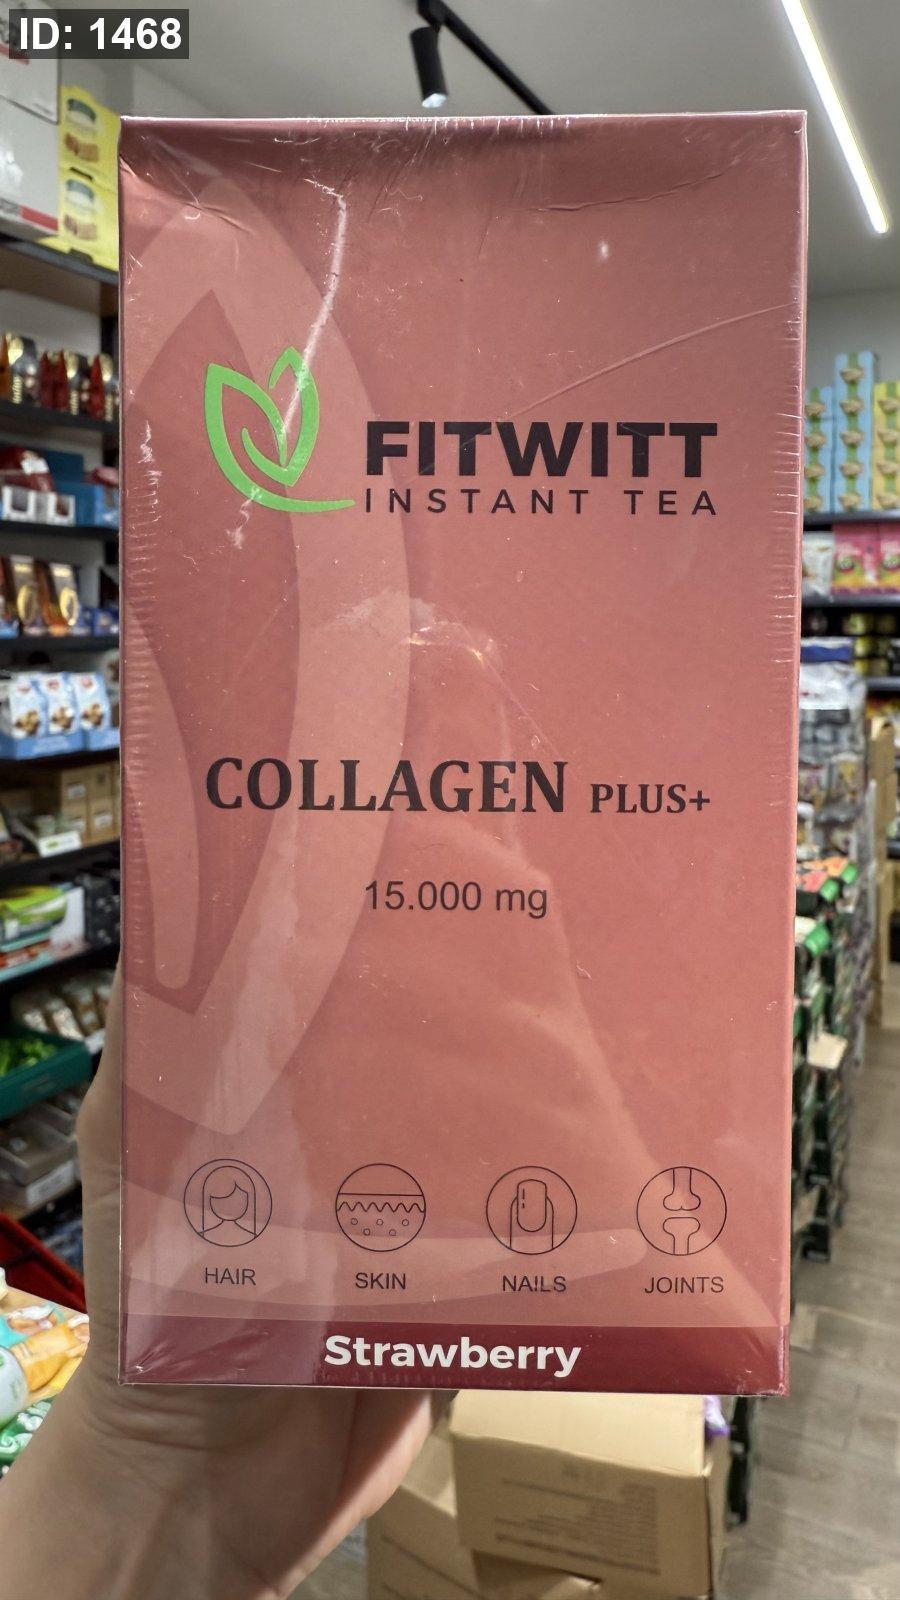 ID: 1468
FITWITT
INSTANT TEA
COLLAGEN PLUS+
15.000 mg
HAIR SKIN NAILS JOINTS
Strawberry